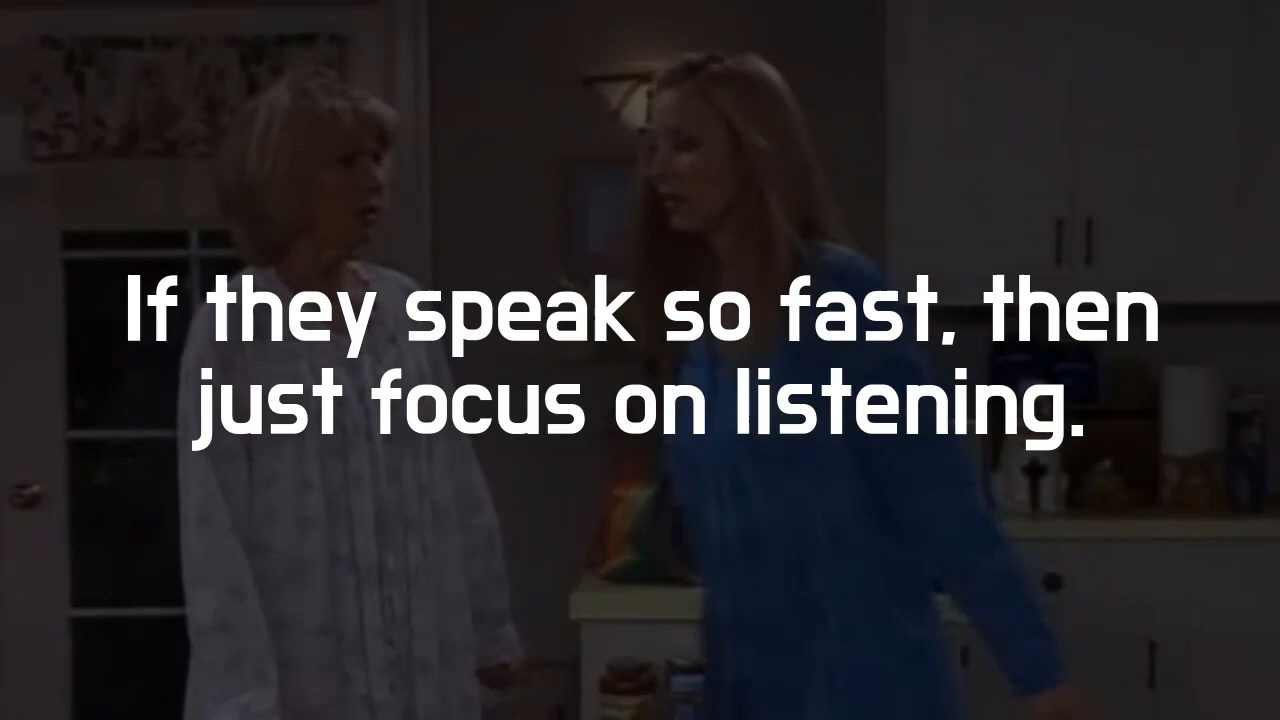 If they speak so fast, then
just focus on listening.